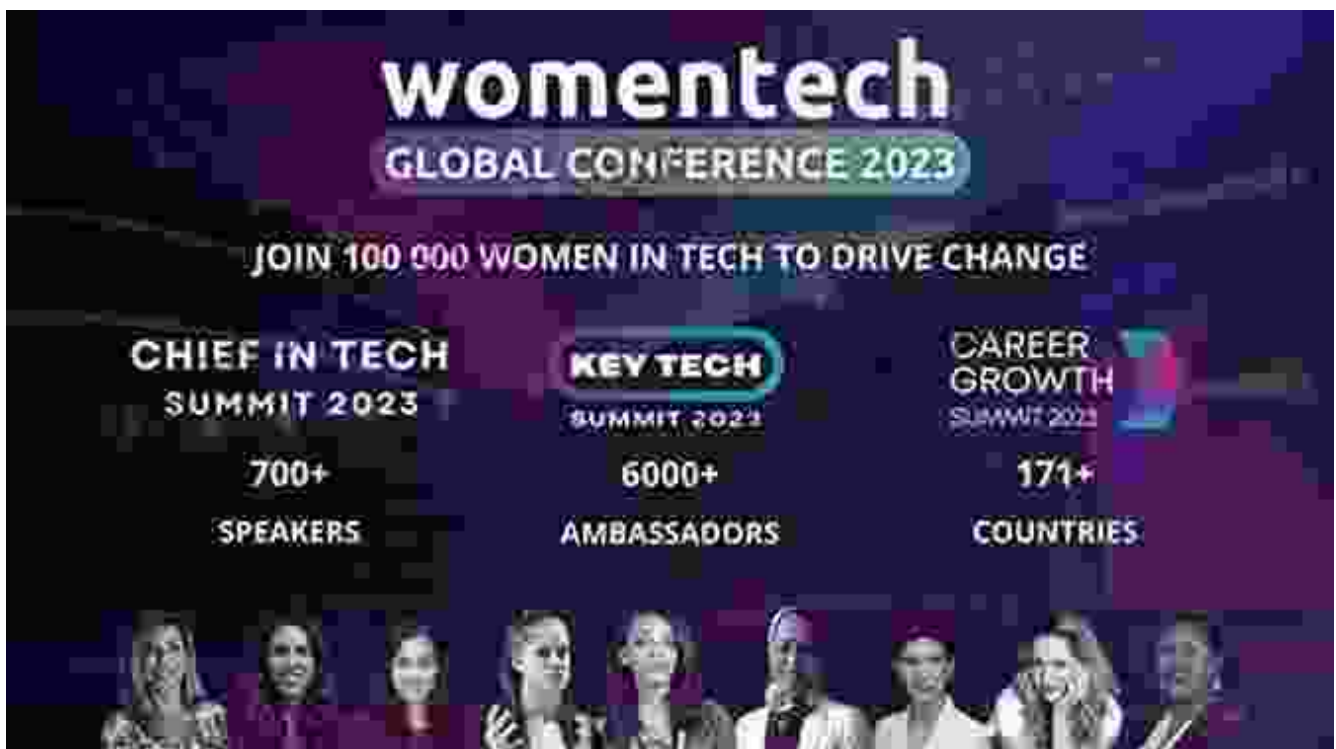 womentech
GLOBAL CONFERENCE 2023
JOIN 100 000 WOMEN IN TECH TO DRIVE CHANGE
CHIEF IN TECH
SUMMIT 2023
KEY TECH
SUMMIT 2023
CAREER
GROWTH
SUMMIT 2023
700+
6000+
171+
SPEAKERS
AMBASSADORS
COUNTRIES